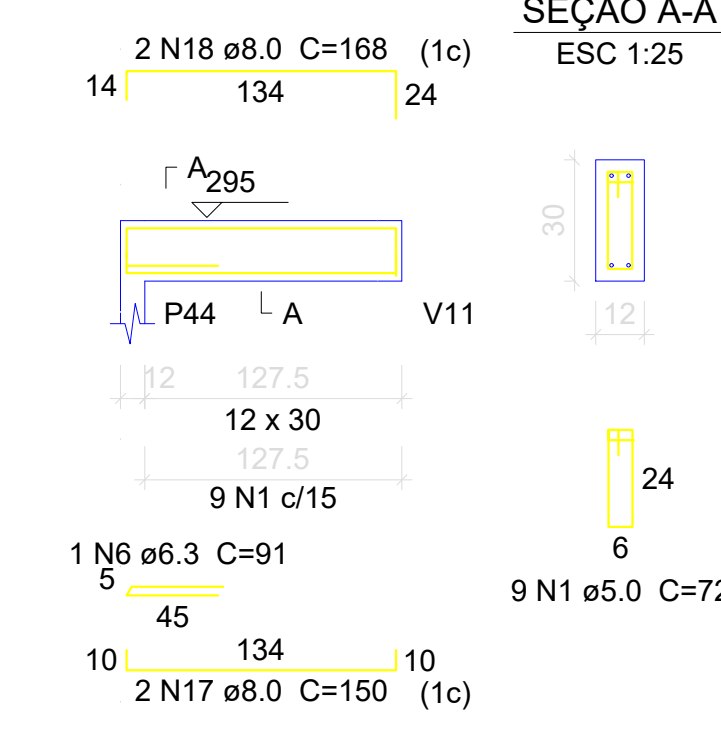 SEÇÃO A-A
ESC 1:25
2 N18 ø8.0 C=168 (1c)
14 134 24
A
295
30
P44 A V11
12
12 127.5
12 x 30
127.5
9 N1 c/15
24
6
9 N1 ø5.0 C=72
1 N6 ø6.3 C=91
5
45
10 134 10
2 N17 ø8.0 C=150 (1c)